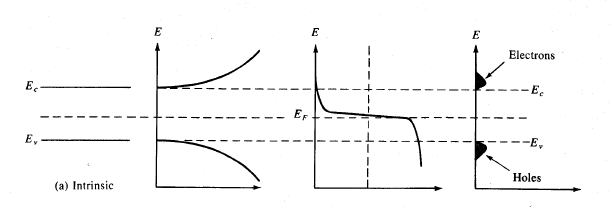 E
E
E
Electrons
E_c
E_c
E_F
E_v
E_v
(a) Intrinsic
Holes